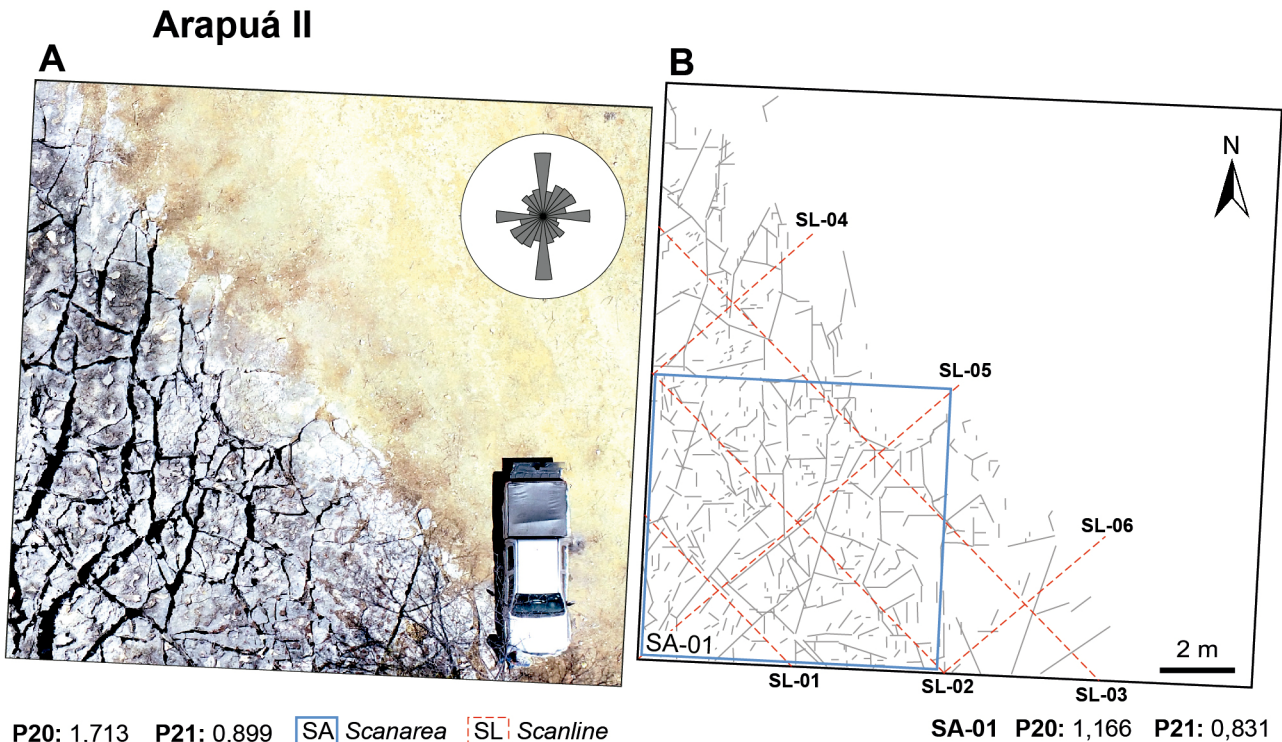 Arapuá II
A
B
N
SL-04
SL-05
SL-06
SA-01
2 m
SL-01
SL-02
SL-03
P20: 1.713 P21: 0.899 SA Scanarea SL Scanline
SA-01 P20: 1,166 P21: 0,831